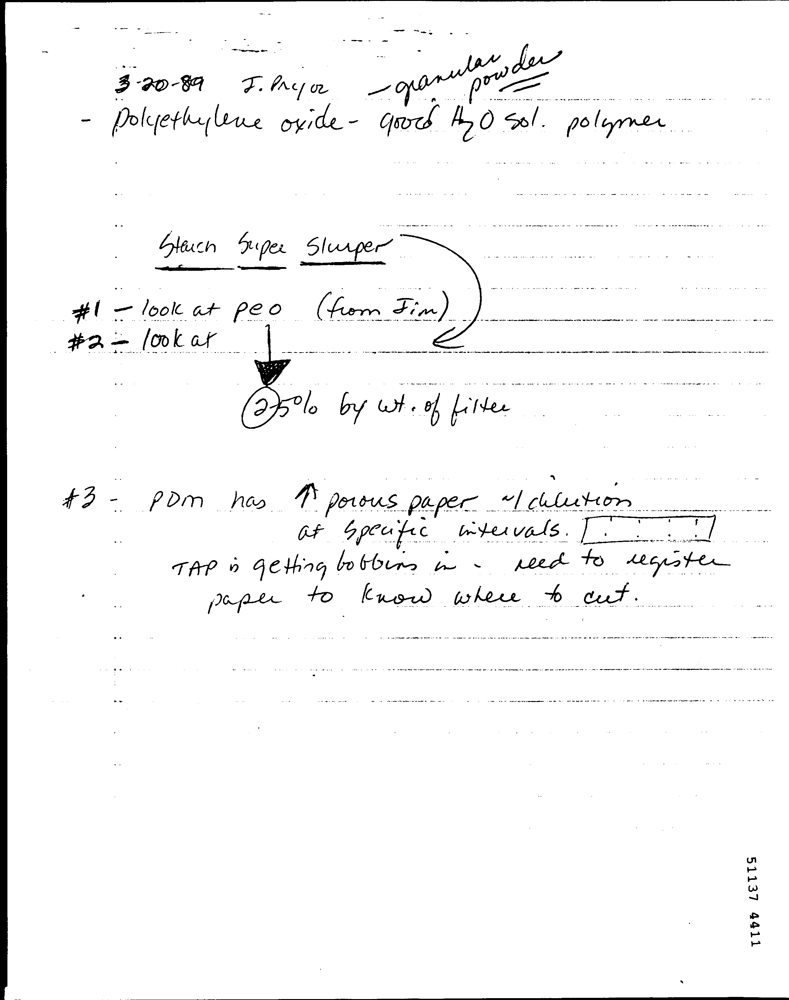 3-20-89 J. Pryor - granular powder
- Polyethylene oxide - good H2O sol. polymer
Starch Super Slurper
#1 - look at peo (from Jim)
#2 - look at
25% by wt. of filter
#3 - PDM has ↑ porous paper w/ dilution
at specific intervals.
TAP is getting bobbins in - need to register
paper to know where to cut.
51137 4411